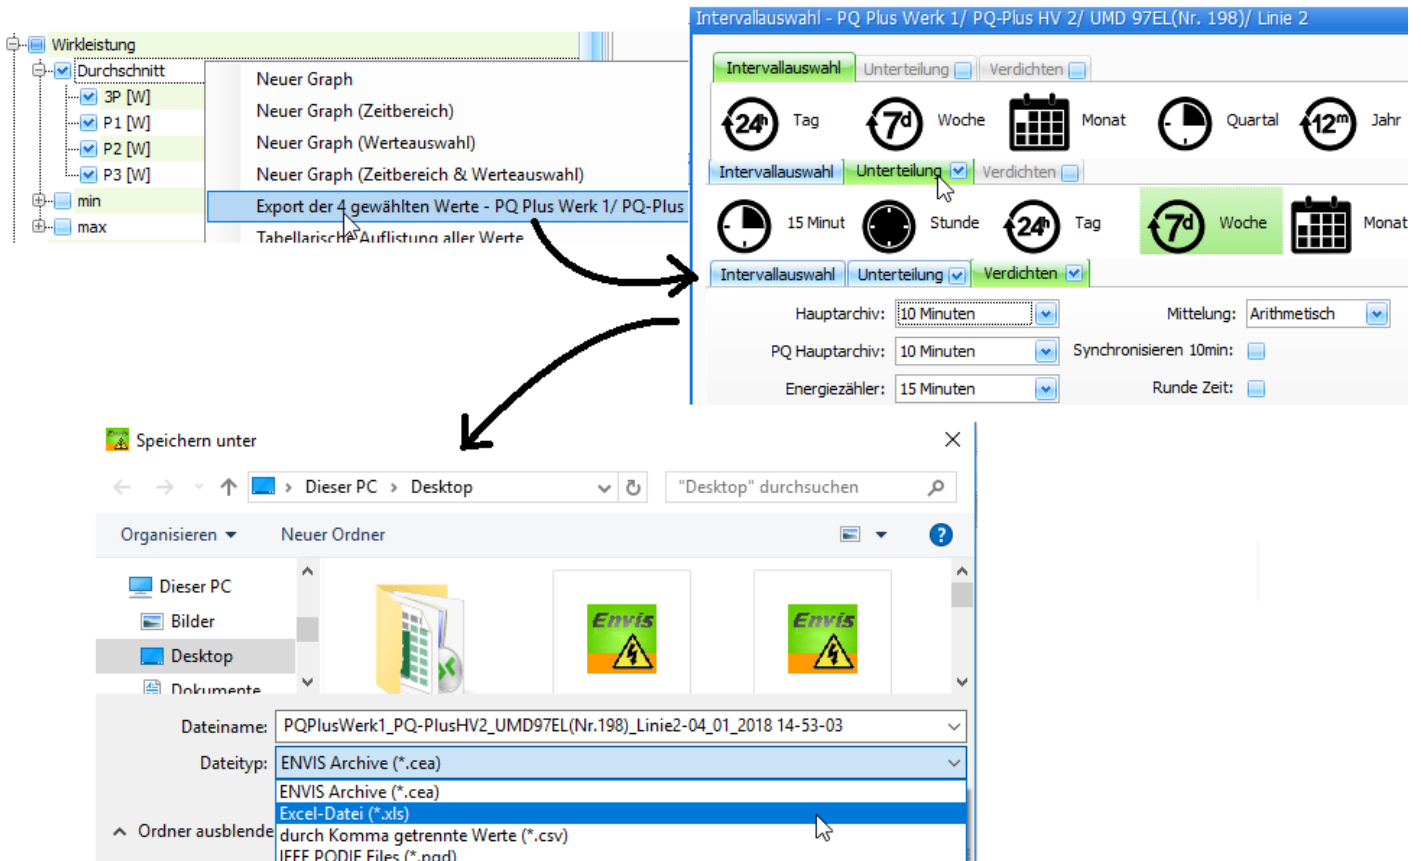 Wirkleistung
Durchschnitt
3P [W]
P1 [W]
P2 [W]
P3 [W]
min
max
Neuer Graph
Neuer Graph (Zeitbereich)
Neuer Graph (Werteauswahl)
Neuer Graph (Zeitbereich & Werteauswahl)
Export der 4 gewählten Werte - PQ Plus Werk 1/ PQ-Plus
Tabellarische Auflistung aller Werte
Intervallauswahl - PQ Plus Werk 1/ PQ-Plus HV 2/ UMD 97EL(Nr. 198)/ Linie 2
Intervallauswahl Unterteilung Verdichten
24h Tag 7d Woche Monat Quartal 12m Jahr
Intervallauswahl Unterteilung Verdichten
15 Minut Stunde 24h Tag 7d Woche Monat
Intervallauswahl Unterteilung Verdichten
Hauptarchiv: 10 Minuten Mittelung: Arithmetisch
PQ Hauptarchiv: 10 Minuten Synchronisieren 10min:
Energiezähler: 15 Minuten Runde Zeit:
Speichern unter
Dieser PC > Desktop "Desktop" durchsuchen
Organisieren Neuer Ordner ?
Dieser PC
Bilder
Desktop
Dokumente
Envis Envis
Dateiname: PQPlusWerk1_PQ-PlusHV2_UMD97EL(Nr.198)_Linie2-04_01_2018 14-53-03
Dateityp: ENVIS Archive (*.cea)
ENVIS Archive (*.cea)
Excel-Datei (*.xls)
Ordner ausblende
durch Komma getrennte Werte (*.csv)
IEEE PQDIF Files (*.pqd)